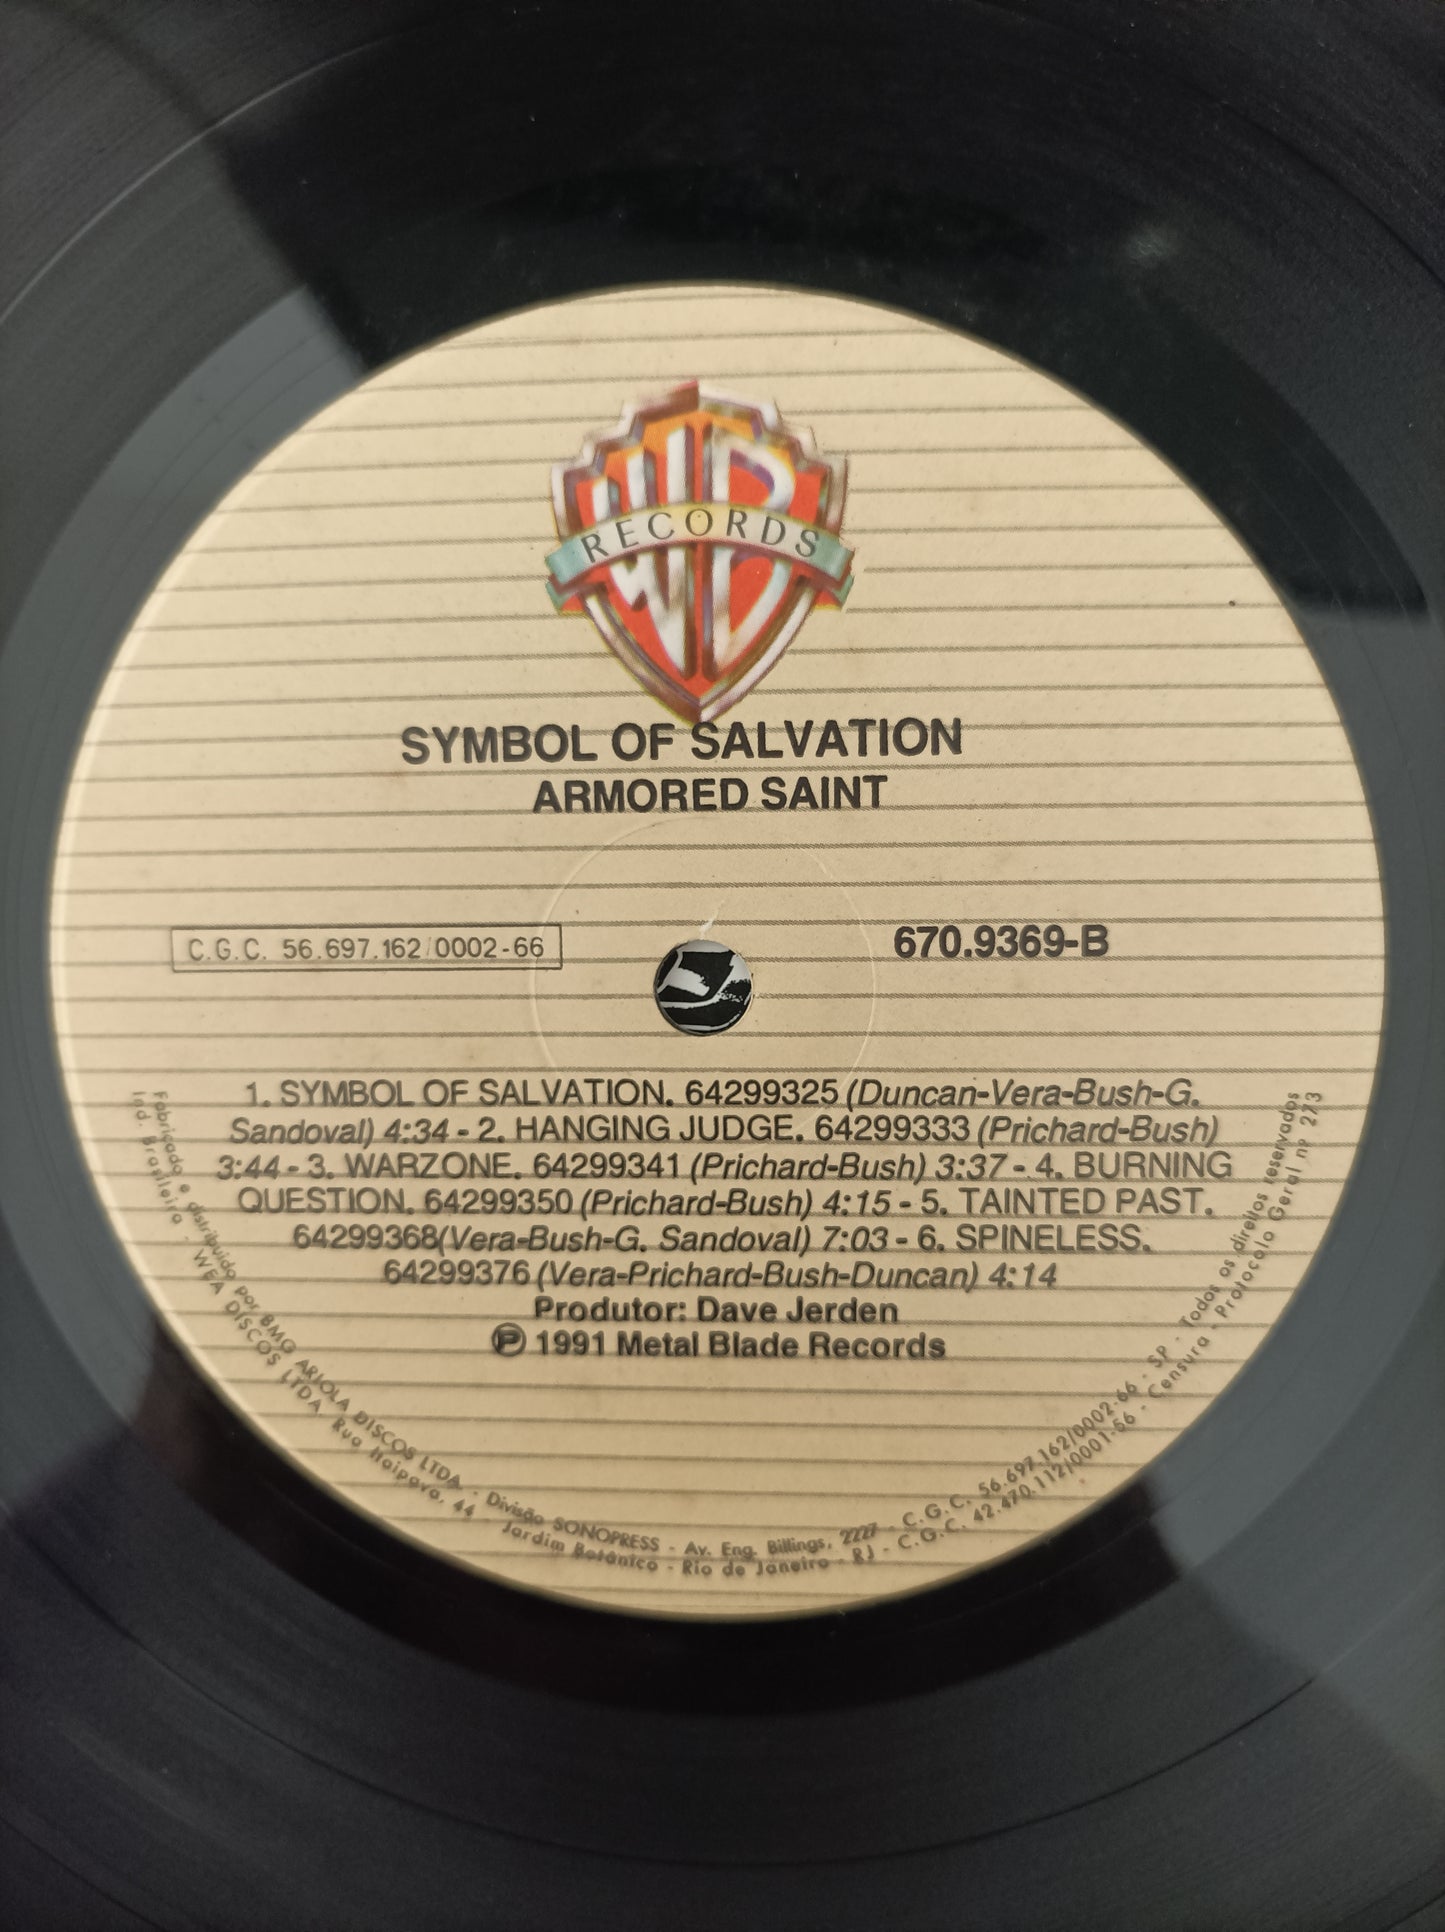 WB
RECORDS
SYMBOL OF SALVATION
ARMORED SAINT
C.G.C. 56.697.162/0002-66
670.9369-B
1. SYMBOL OF SALVATION. 64299325 (Duncan-Vera-Bush-G.
Sandoval) 4:34 - 2. HANGING JUDGE. 64299333 (Prichard-Bush)
3:44 - 3. WARZONE. 64299341 (Prichard-Bush) 3:37 - 4. BURNING
QUESTION. 64299350 (Prichard-Bush) 4:15 - 5. TAINTED PAST.
64299368(Vera-Bush-G. Sandoval) 7:03 - 6. SPINELESS.
64299376 (Vera-Prichard-Bush-Duncan) 4:14
Produtor: Dave Jerden
℗ 1991 Metal Blade Records
Fabricado e distribuído por BMG ARIOLA DISCOS LTDA. - Divisão SONOPRESS - Av. Eng. Billings, 2227 - C.G.C. 56.697.162/0002-66 - SP - Todos os direitos reservados
Ind. Brasileira - WEA DISCOS LTDA. Rua Itaipava, 44 - Jardim Botânico - Rio de Janeiro - RJ - C.G.C. 42.470.112/0001-56 - Censura - Protocolo Geral nº 273